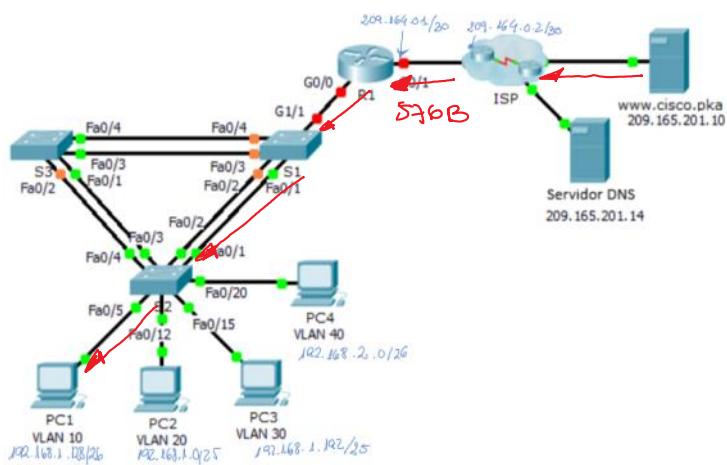 209.164.0.1/30
209.164.0.2/30
G0/0
R1
G0/1
ISP
576B
www.cisco.pka
209.165.201.10
G1/1
Fa0/4
Fa0/4
S3
Fa0/3
Fa0/3
S1
Fa0/2
Fa0/1
Fa0/2
Fa0/1
Servidor DNS
209.165.201.14
Fa0/3
Fa0/2
Fa0/4
Fa0/1
S2
Fa0/20
Fa0/5
Fa0/12
Fa0/15
PC4
VLAN 40
192.168.2.0/26
PC1
VLAN 10
PC2
VLAN 20
PC3
VLAN 30
192.168.1.128/26
192.168.1.0/25
192.168.1.192/25